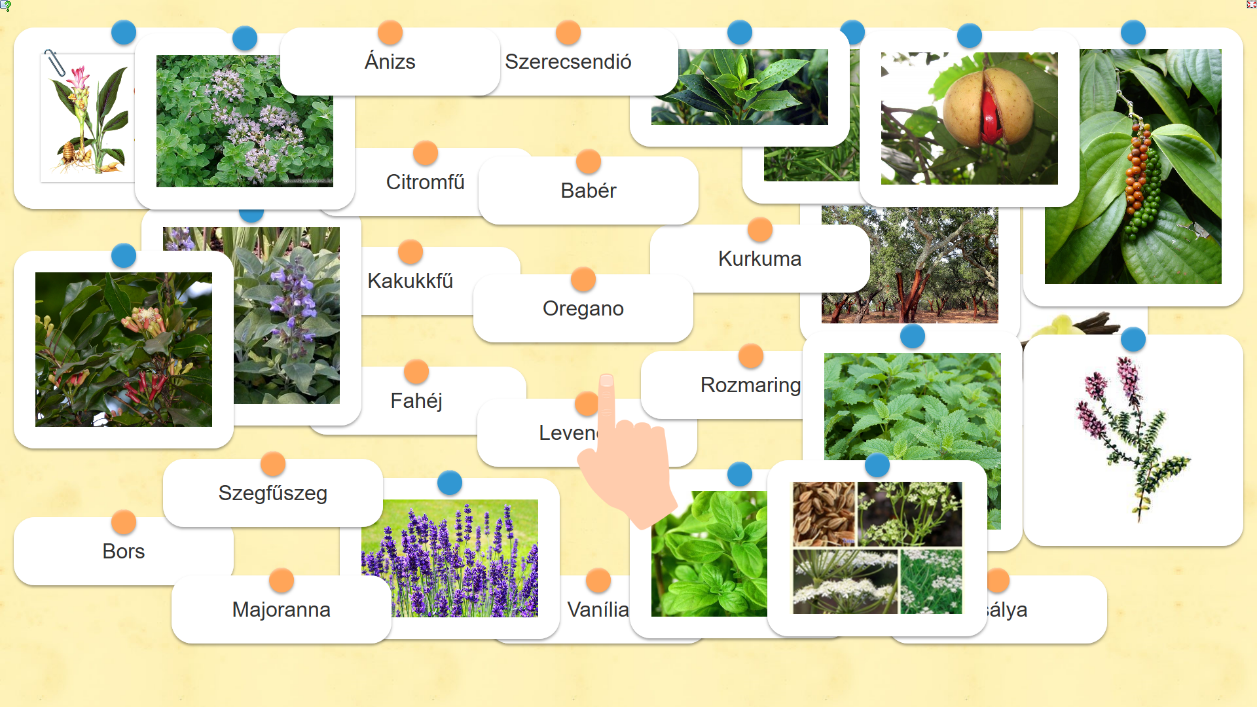 Ánizs
Szerecsendió
Citromfű
Babér
Kurkuma
Kakukkfű
Oregano
Rozmaring
Fahéj
Szegfűszeg
Bors
Majoranna
Vanília